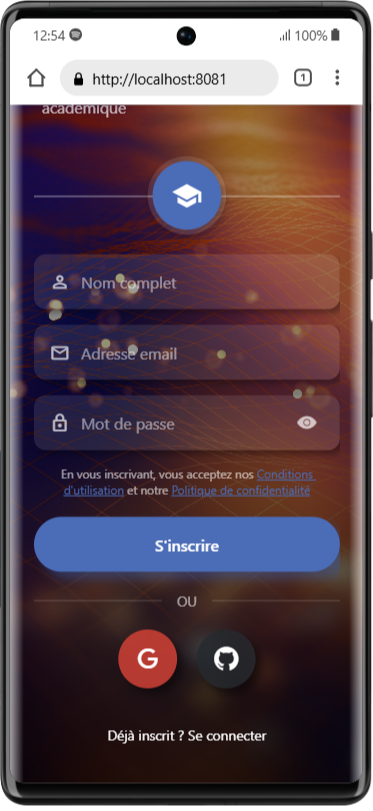 12:54
100%
http://localhost:8081
1
académique
Nom complet
Adresse email
Mot de passe
En vous inscrivant, vous acceptez nos Conditions
d'utilisation et notre Politique de confidentialité
S'inscrire
OU
G
Déjà inscrit ? Se connecter